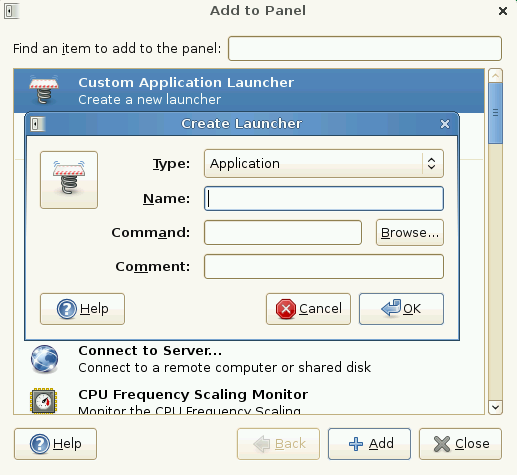 Add to Panel
Find an item to add to the panel:
Custom Application Launcher
Create a new launcher
Create Launcher
Type: Application
Name:
Command: Browse...
Comment:
Help Cancel OK
Connect to Server...
Connect to a remote computer or shared disk
CPU Frequency Scaling Monitor
Monitor the CPU Frequency Scaling
Help Back Add Close